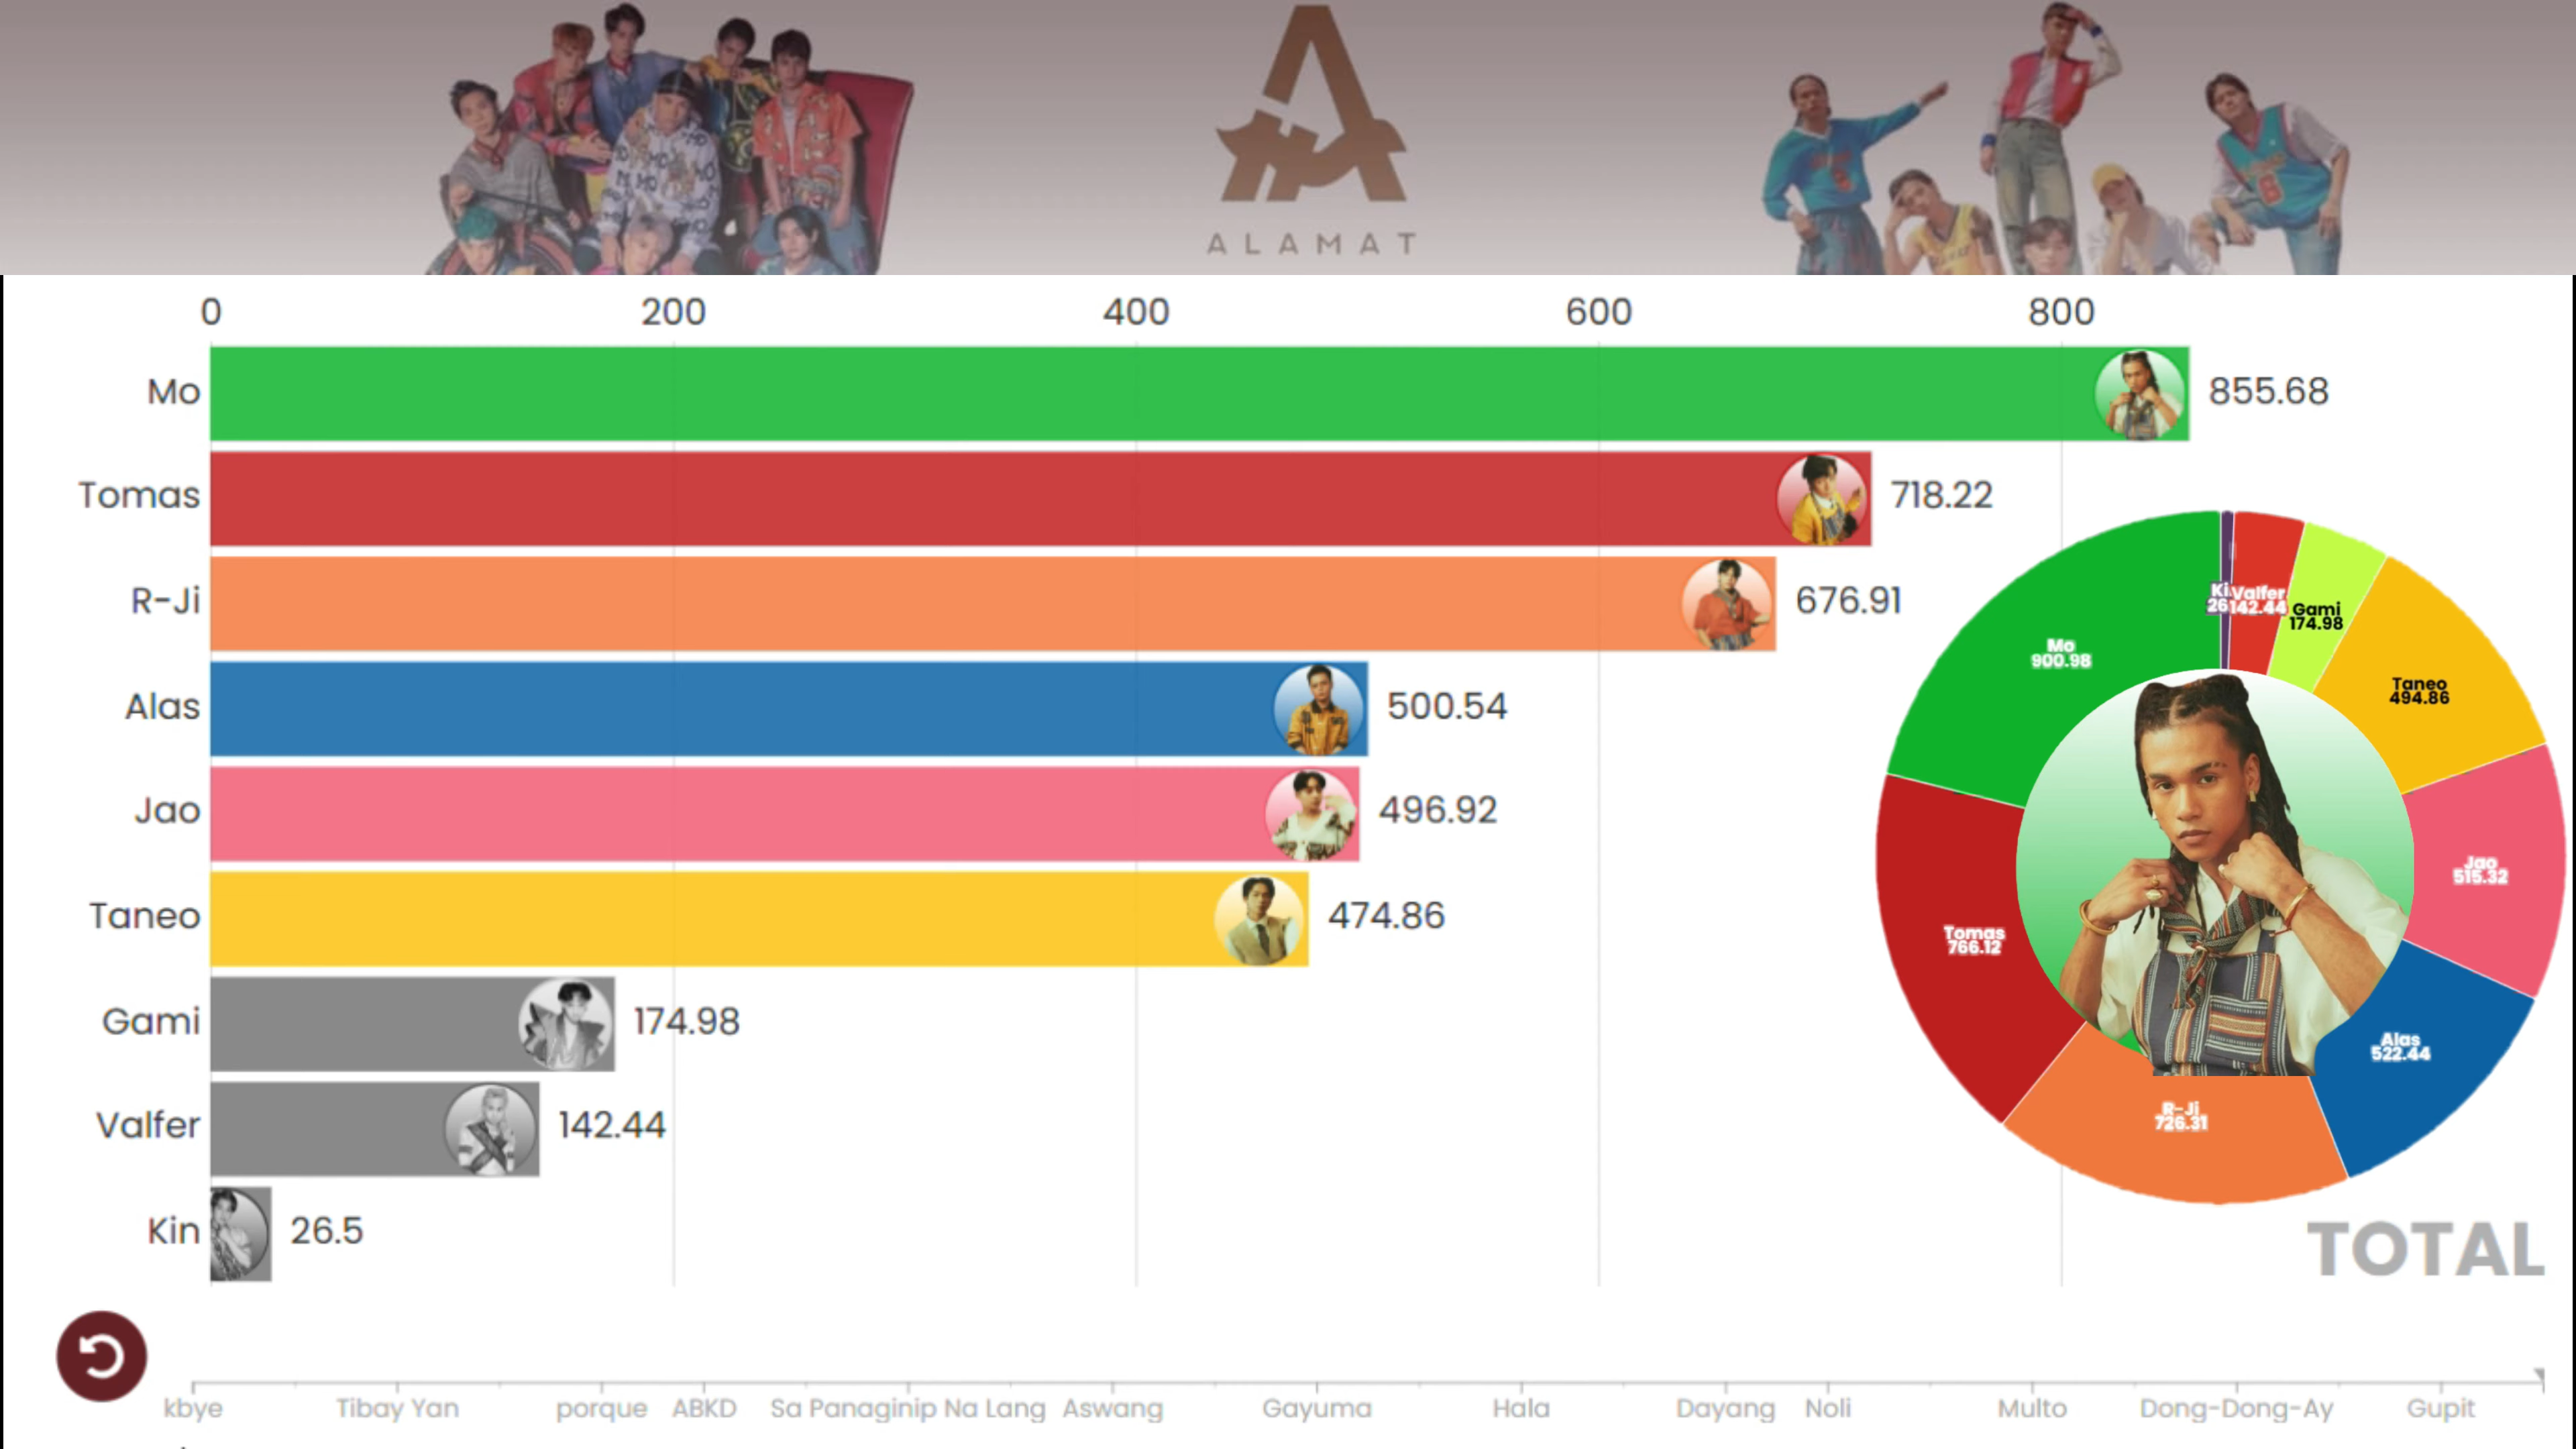 ALAMAT
0 200 400 600 800
Mo 855.68
Tomas 718.22
R-Ji 676.91
Alas 500.54
Jao 496.92
Taneo 474.86
Gami 174.98
Valfer 142.44
Kin 26.5
Ki
26
Valfer
142.44
Gami
174.98
Taneo
494.86
Jao
515.32
Alas
522.44
R-Ji
726.31
Tomas
766.12
Mo
900.98
TOTAL
kbye Tibay Yan porque ABKD Sa Panaginip Na Lang Aswang Gayuma Hala Dayang Noli Multo Dong-Dong-Ay Gupit